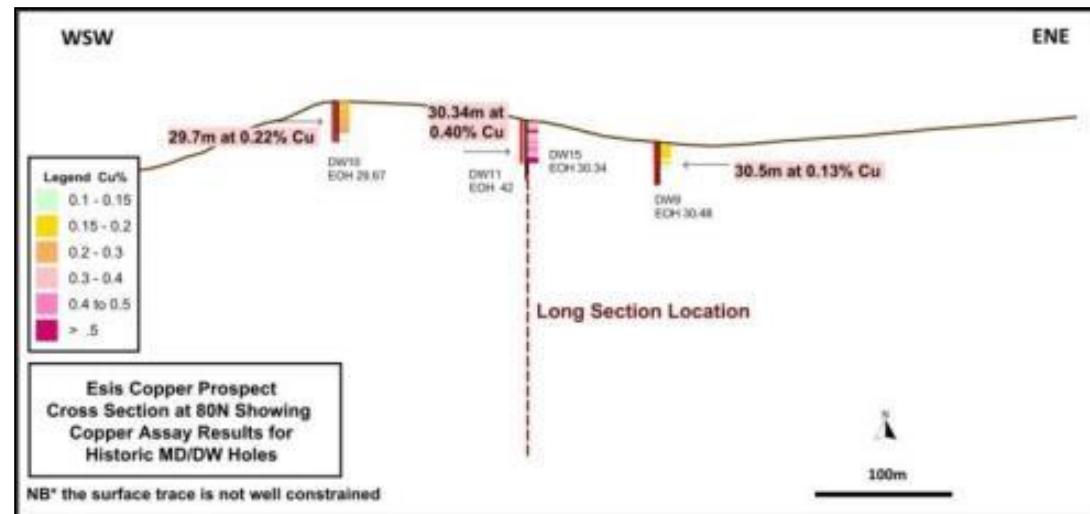 WSW
ENE
30.34m at
0.40% Cu
29.7m at 0.22% Cu
DW10
EOH 29.67
DW11
EOH 42
DW15
EOH 30.34
30.5m at 0.13% Cu
DW9
EOH 30.48
Legend Cu%
0.1 - 0.15
0.15 - 0.2
0.2 - 0.3
0.3 - 0.4
0.4 to 0.5
> .5
Long Section Location
Esis Copper Prospect
Cross Section at 80N Showing
Copper Assay Results for
Historic MD/DW Holes
N
100m
NB* the surface trace is not well constrained